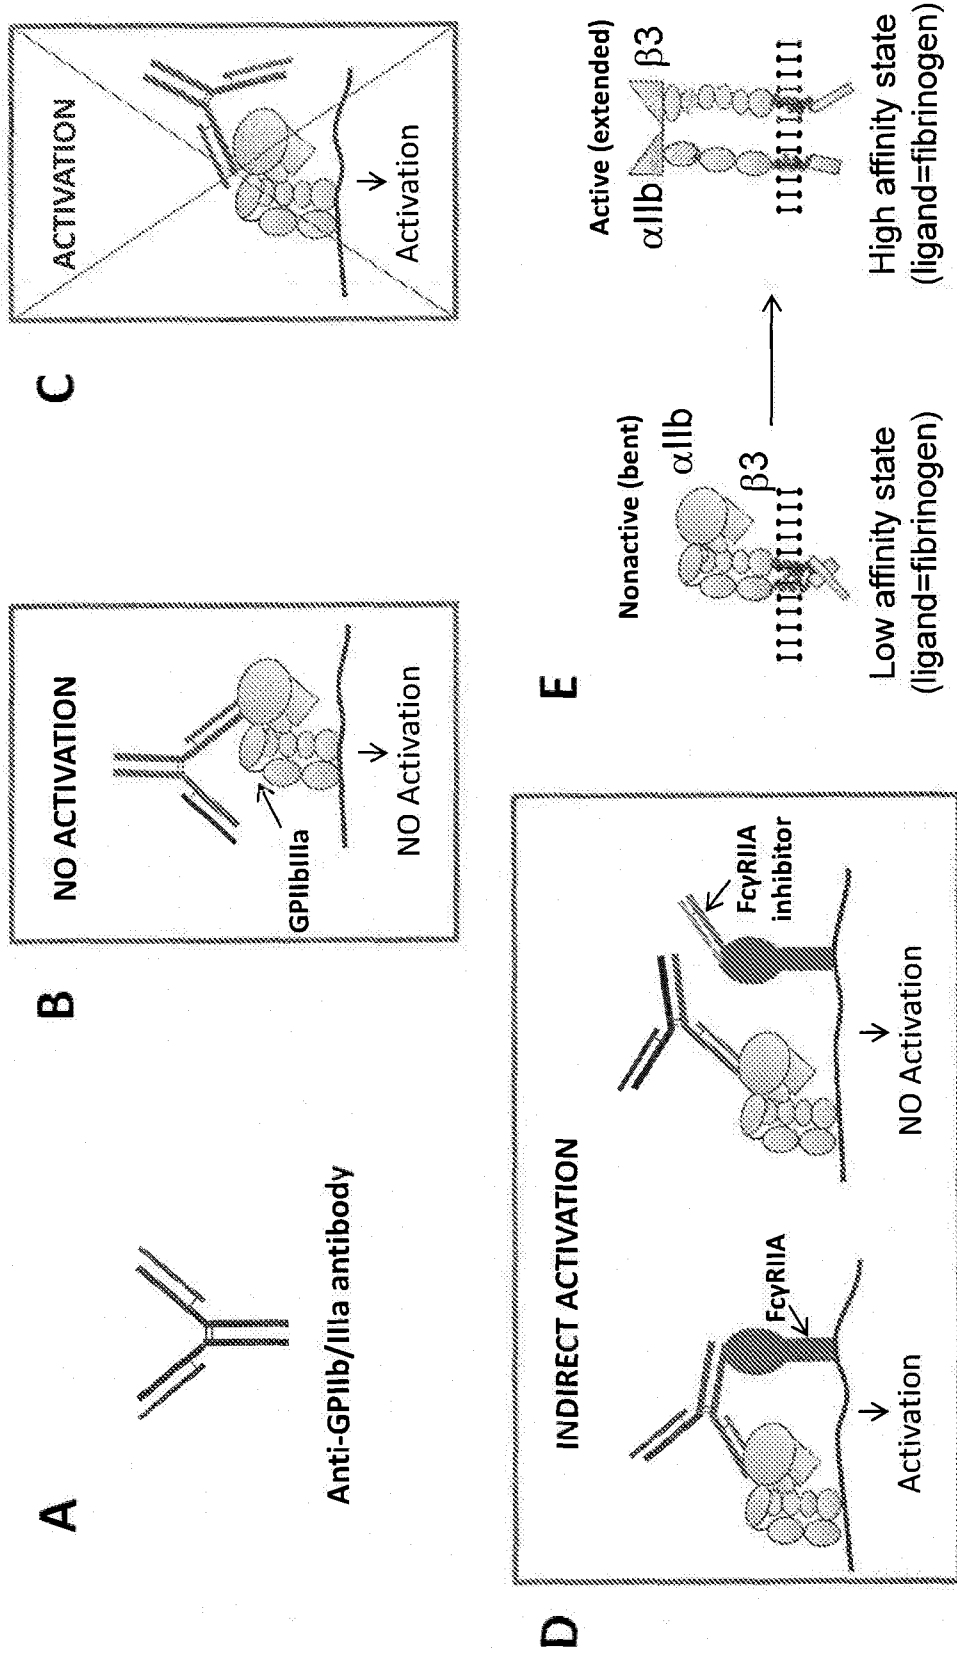 A
Anti-GPIIb/IIIa antibody
B
NO ACTIVATION
GPIIbIIIa
NO Activation
C
ACTIVATION
Activation
D
INDIRECT ACTIVATION
FcγRIIA
Activation
FcγRIIA
inhibitor
NO Activation
E
Nonactive (bent)
αIIb
β3
Low affinity state
(ligand=fibrinogen)
Active (extended)
αIIb
β3
High affinity state
(ligand=fibrinogen)